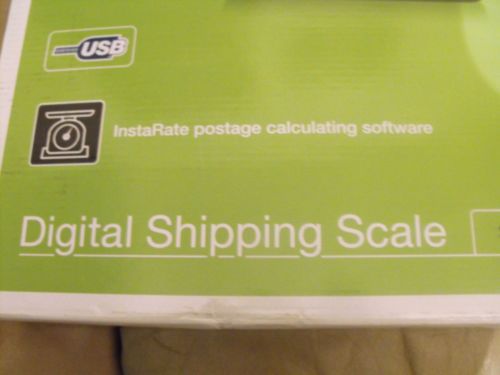 USB
InstaRate postage calculating software
Digital Shipping Scale